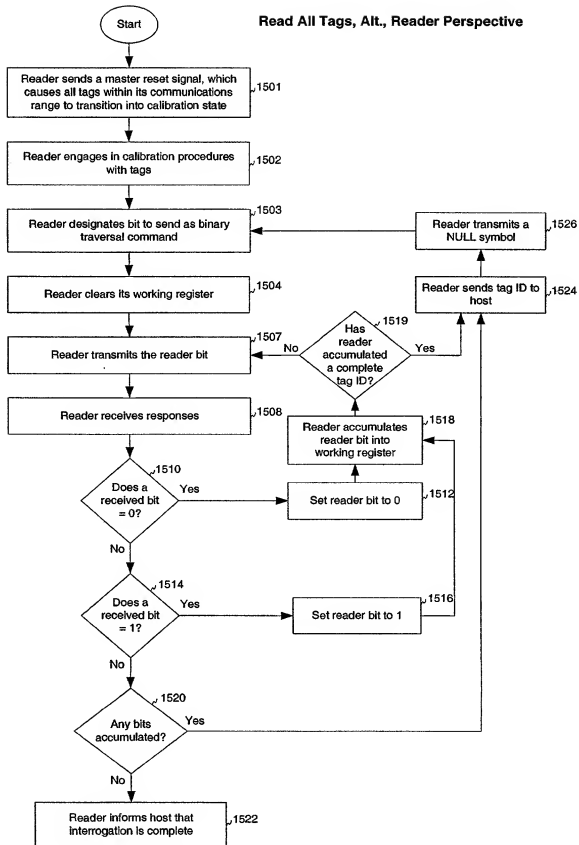 Read All Tags, Alt., Reader Perspective
Start
Reader sends a master reset signal, which
causes all tags within its communications
range to transition into calibration state
1501
Reader engages in calibration procedures
with tags
1502
1503
Reader designates bit to send as binary
traversal command
Reader transmits a
NULL symbol
1526
Reader clears its working register
1504
Reader sends tag ID to
host
1524
1507
Reader transmits the reader bit
1519
Has
reader
accumulated
a complete
tag ID?
No
Yes
Reader receives responses
1508
1518
Reader accumulates
reader bit into
working register
1510
Does a
received bit
= 0?
Yes
Set reader bit to 0
1512
No
1514
Does a
received bit
= 1?
Yes
1516
Set reader bit to 1
No
1520
Any bits
accumulated?
Yes
No
Reader informs host that
interrogation is complete
1522